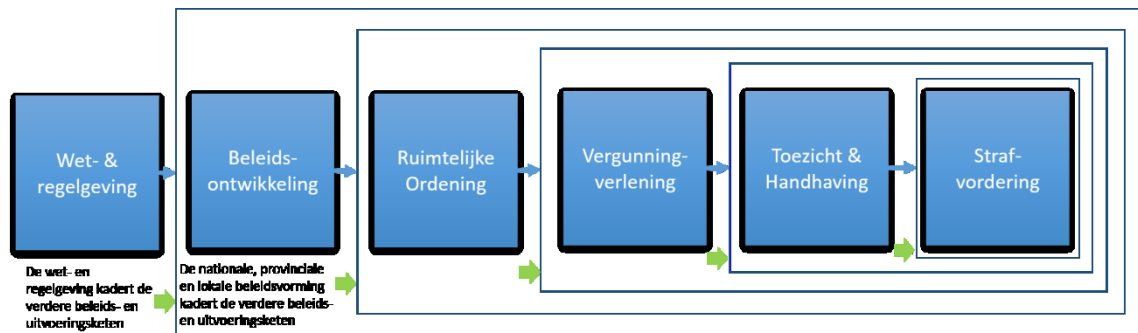 Wet- &
regelgeving
Beleids-
ontwikkeling
Ruimtelijke
Ordening
Vergunning-
verlening
Toezicht &
Handhaving
Straf-
vordering
De wet- en
regelgeving kadert de
verdere beleids- en
uitvoeringsketen
De nationale, provinciale
en lokale beleidsvorming
kadert de verdere beleids-
en uitvoeringsketen